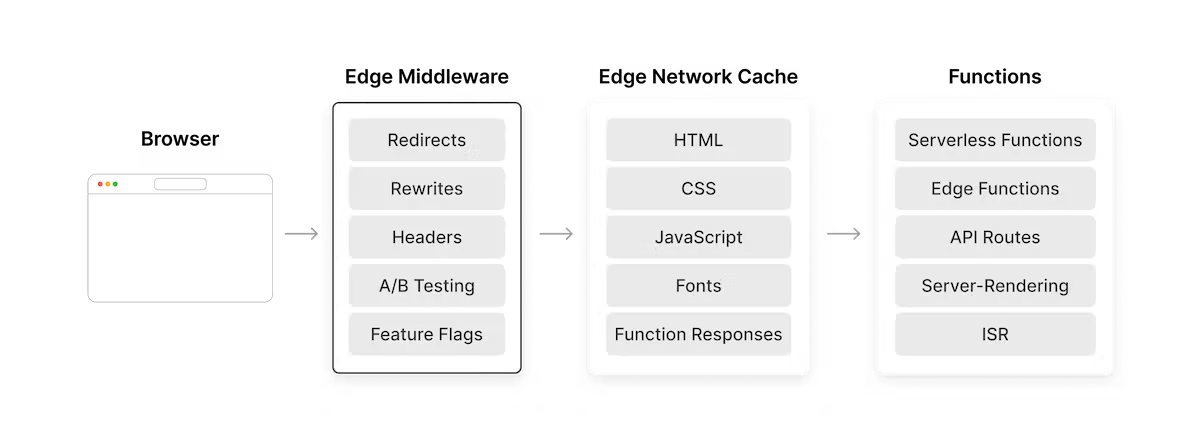 Browser
Edge Middleware
Redirects
Rewrites
Headers
A/B Testing
Feature Flags
Edge Network Cache
HTML
CSS
JavaScript
Fonts
Function Responses
Functions
Serverless Functions
Edge Functions
API Routes
Server-Rendering
ISR